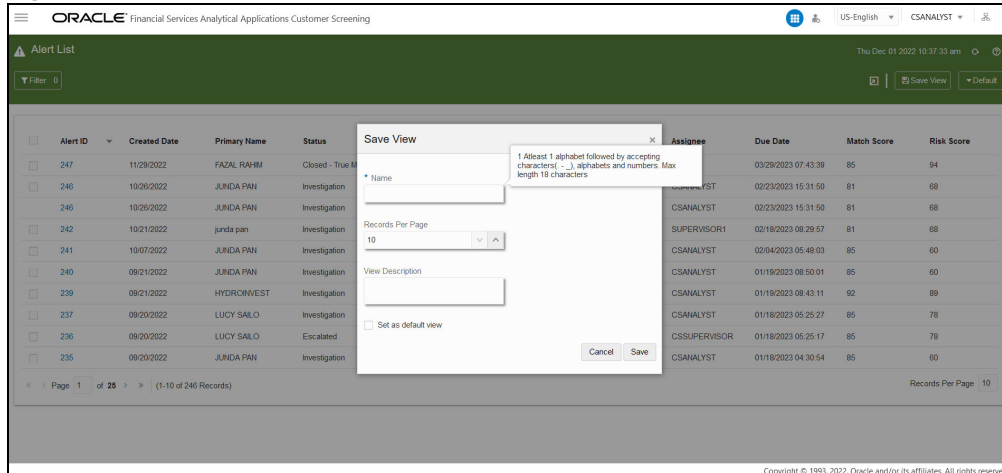 ORACLE Financial Services Analytical Applications Customer Screening US-English CSANALYST
Alert List Thu Dec 01 2022 10:37:33 am
Filter 0 Save View Default
Alert ID Created Date Primary Name Status Assignee Due Date Match Score Risk Score
247 11/29/2022 FAZAL RAHIM Closed - True M 03/29/2023 07:43:39 85 94
246 10/26/2022 JUNDA PAN Investigation CSANALYST 02/23/2023 15:31:50 81 68
246 10/26/2022 JUNDA PAN Investigation CSANALYST 02/23/2023 15:31:50 81 68
242 10/21/2022 junda pan Investigation SUPERVISOR1 02/18/2023 08:29:57 81 68
241 10/07/2022 JUNDA PAN Investigation CSANALYST 02/04/2023 05:48:03 85 60
240 09/21/2022 JUNDA PAN Investigation CSANALYST 01/19/2023 08:50:01 85 60
239 09/21/2022 HYDROINVEST Investigation CSANALYST 01/19/2023 08:43:11 92 89
237 09/20/2022 LUCY SAILO Investigation CSANALYST 01/18/2023 05:25:27 85 78
236 09/20/2022 LUCY SAILO Escalated CSSUPERVISOR 01/18/2023 05:25:17 85 78
235 09/20/2022 JUNDA PAN Investigation CSANALYST 01/18/2023 04:30:54 85 60
Page 1 of 25 (1-10 of 246 Records) Records Per Page 10
Save View
1 Atleast 1 alphabet followed by accepting
characters(. - _), alphabets and numbers. Max
length 18 characters
* Name
Records Per Page
10
View Description
Set as default view
Cancel Save
Copyright © 1993, 2022, Oracle and/or its affiliates. All rights reserve